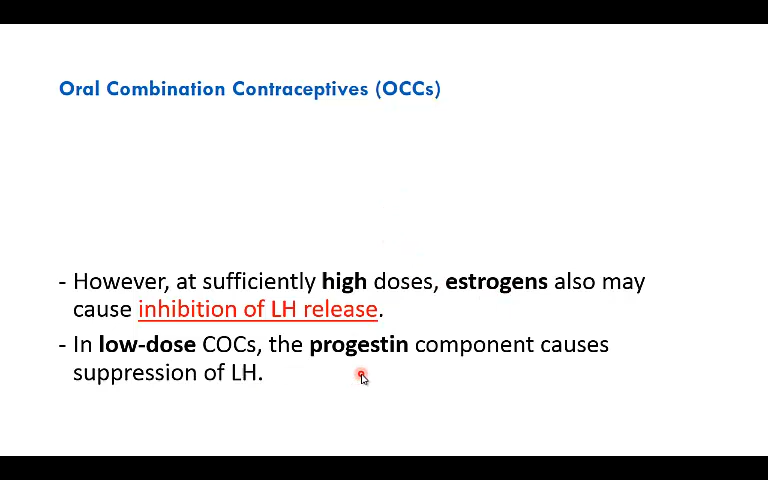 Oral Combination Contraceptives (OCCs)
- However, at sufficiently high doses, estrogens also may
cause inhibition of LH release.
- In low-dose COCs, the progestin component causes
suppression of LH.